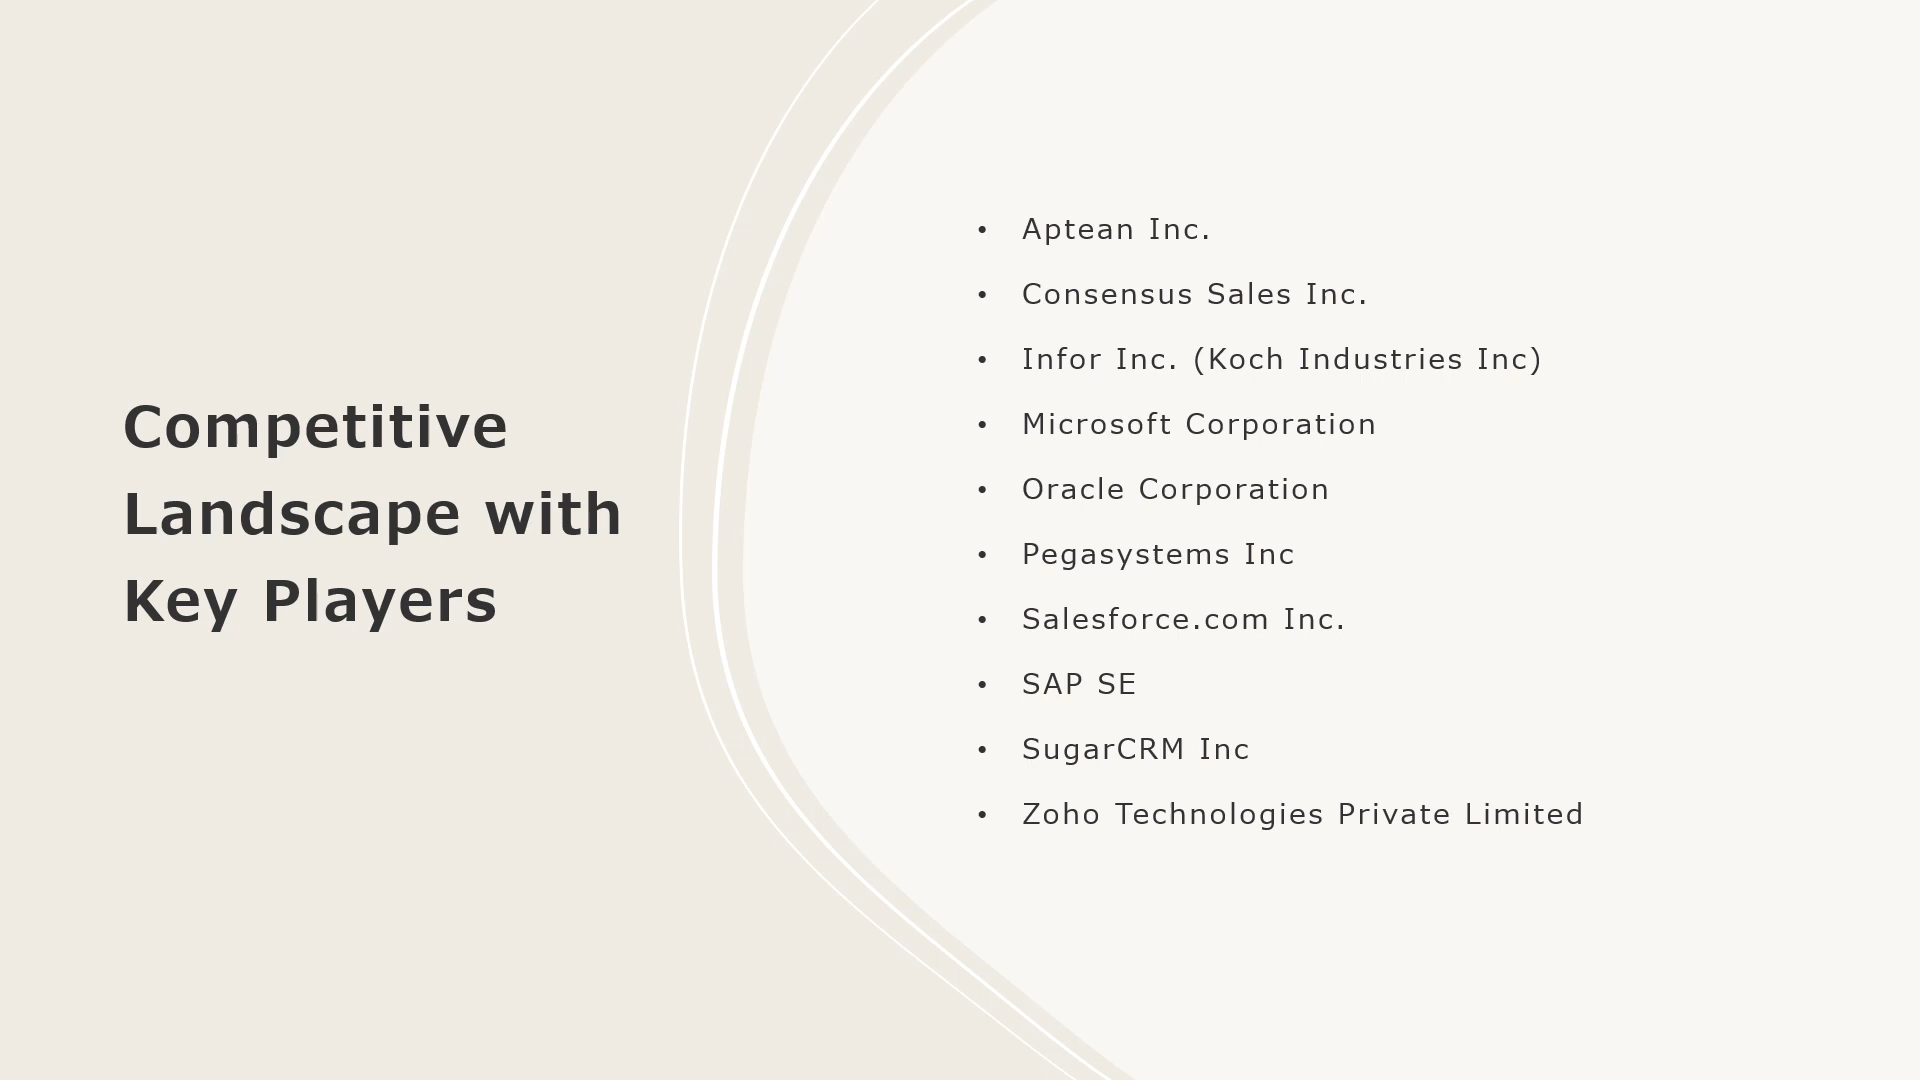 Competitive
Landscape with
Key Players
• Aptean Inc.
• Consensus Sales Inc.
• Infor Inc. (Koch Industries Inc)
• Microsoft Corporation
• Oracle Corporation
• Pegasystems Inc
• Salesforce.com Inc.
• SAP SE
• SugarCRM Inc
• Zoho Technologies Private Limited